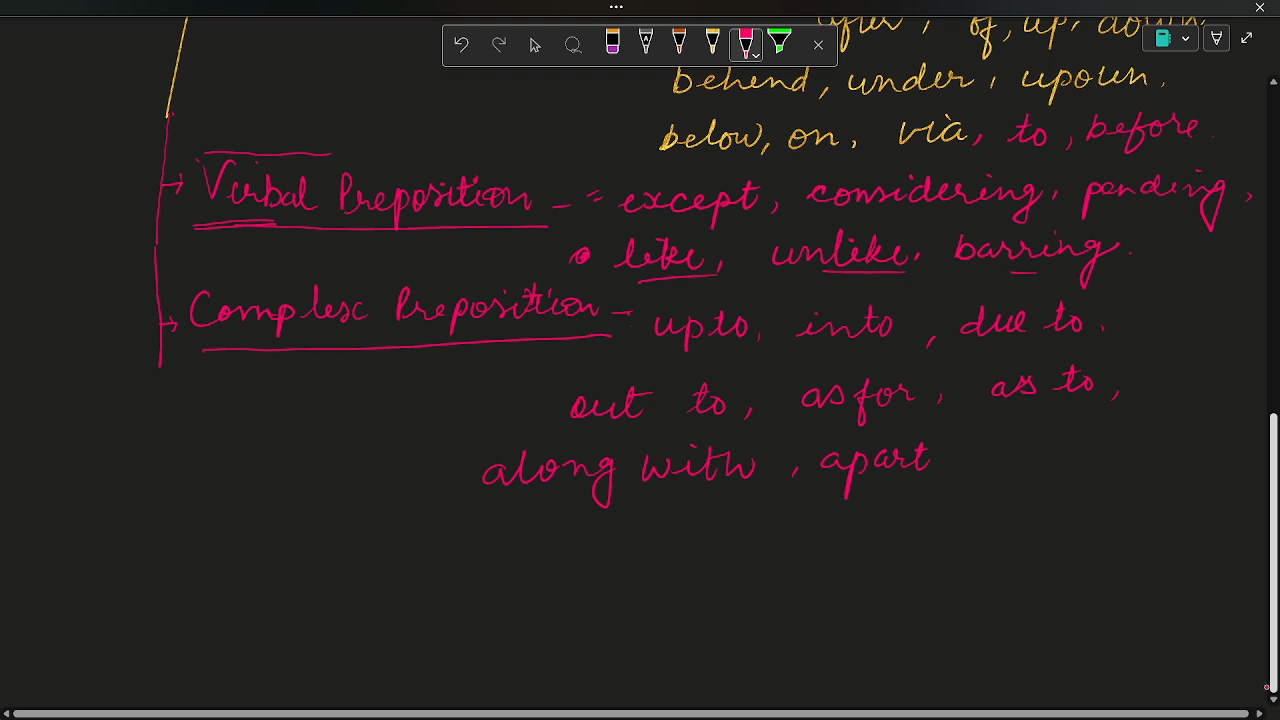 after, of, up, down
behend, under, upoun,
below, on, via, to, before.
→ Verbal Preposition - = except, considering, pending,
• like, unlike, barring.
→ Complesc Preposition - upto, into, due to,
out to, as for, as to,
along with, apart